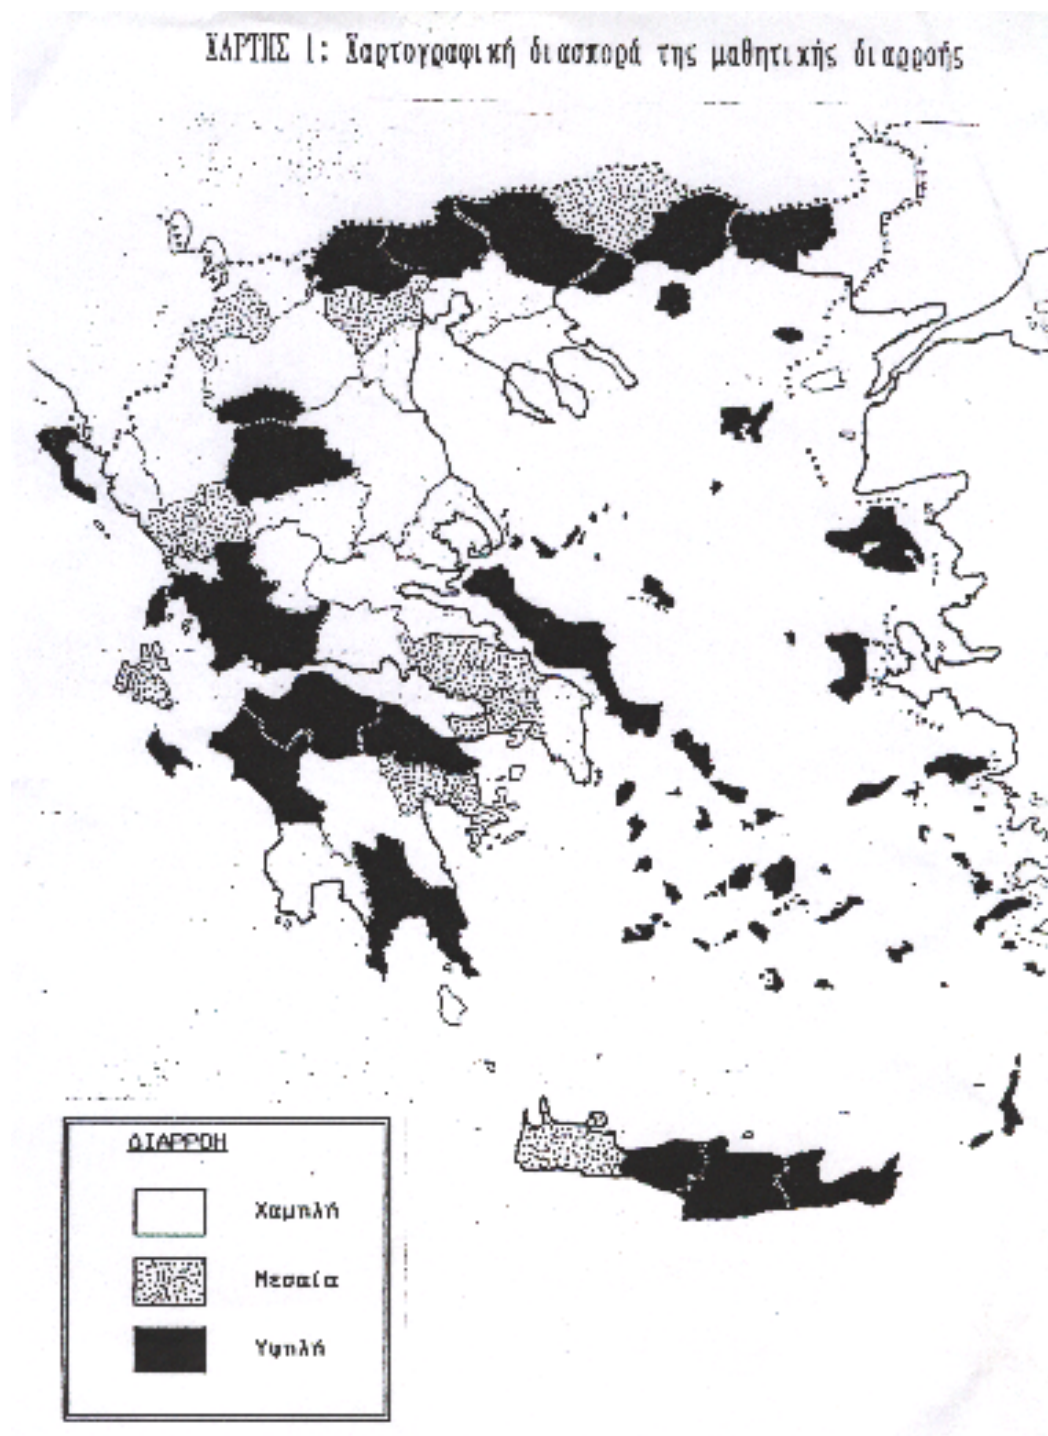 ΧΑΡΤΗΣ 1: Χαρτογραφική διασπορά της μαθητικής διαρροής
ΔΙΑΡΡΟΗ
Χαμηλή
Μεσαία
Υψηλή